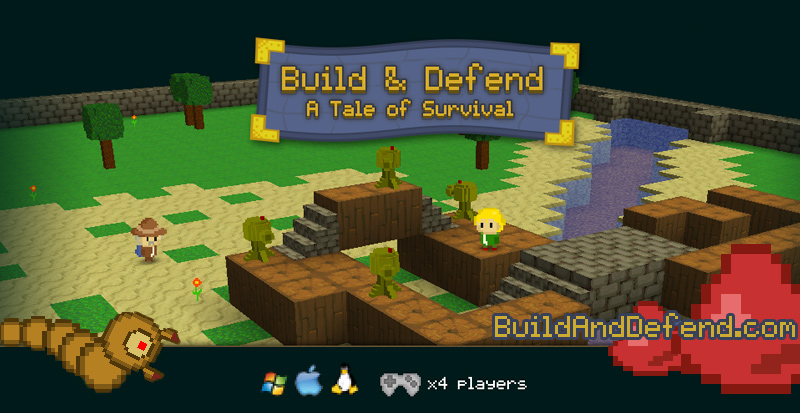 Build & Defend
A Tale of Survival
BuildAndDefend.com
x4 players